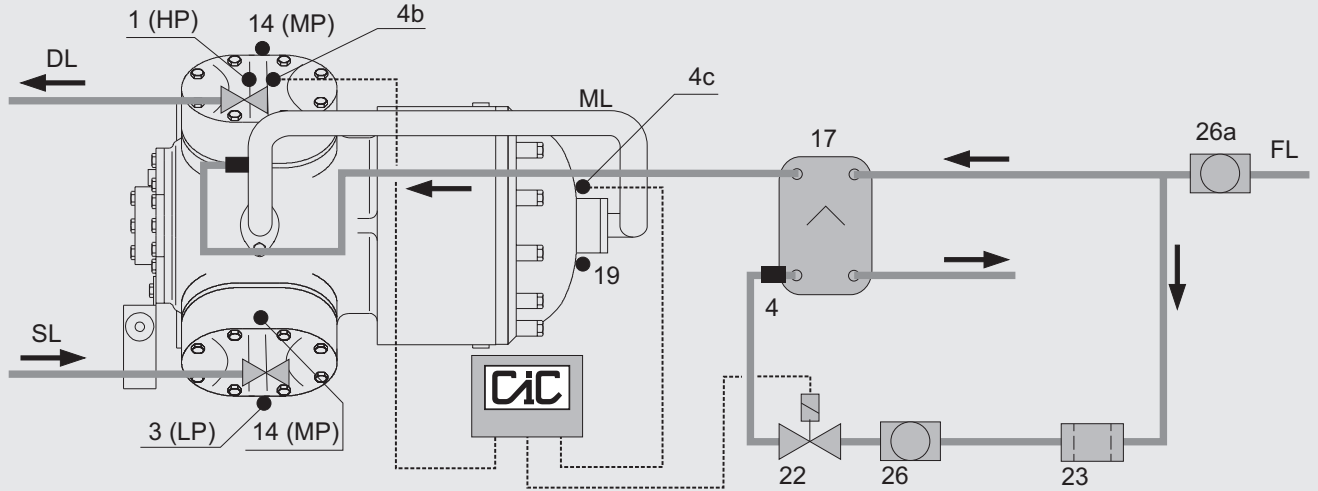 1 (HP)
14 (MP)
4b
DL
4c
ML
17
26a
FL
19
4
SL
CiC
3 (LP)
14 (MP)
22
26
23